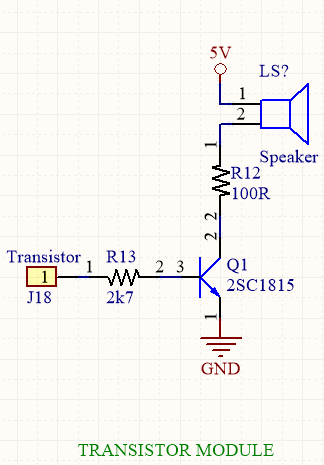 5V
LS?
1
2
Speaker
1
R12
100R
2
2
Transistor
1
J18
1
R13
2k7
2
3
Q1
2SC1815
1
GND
TRANSISTOR MODULE